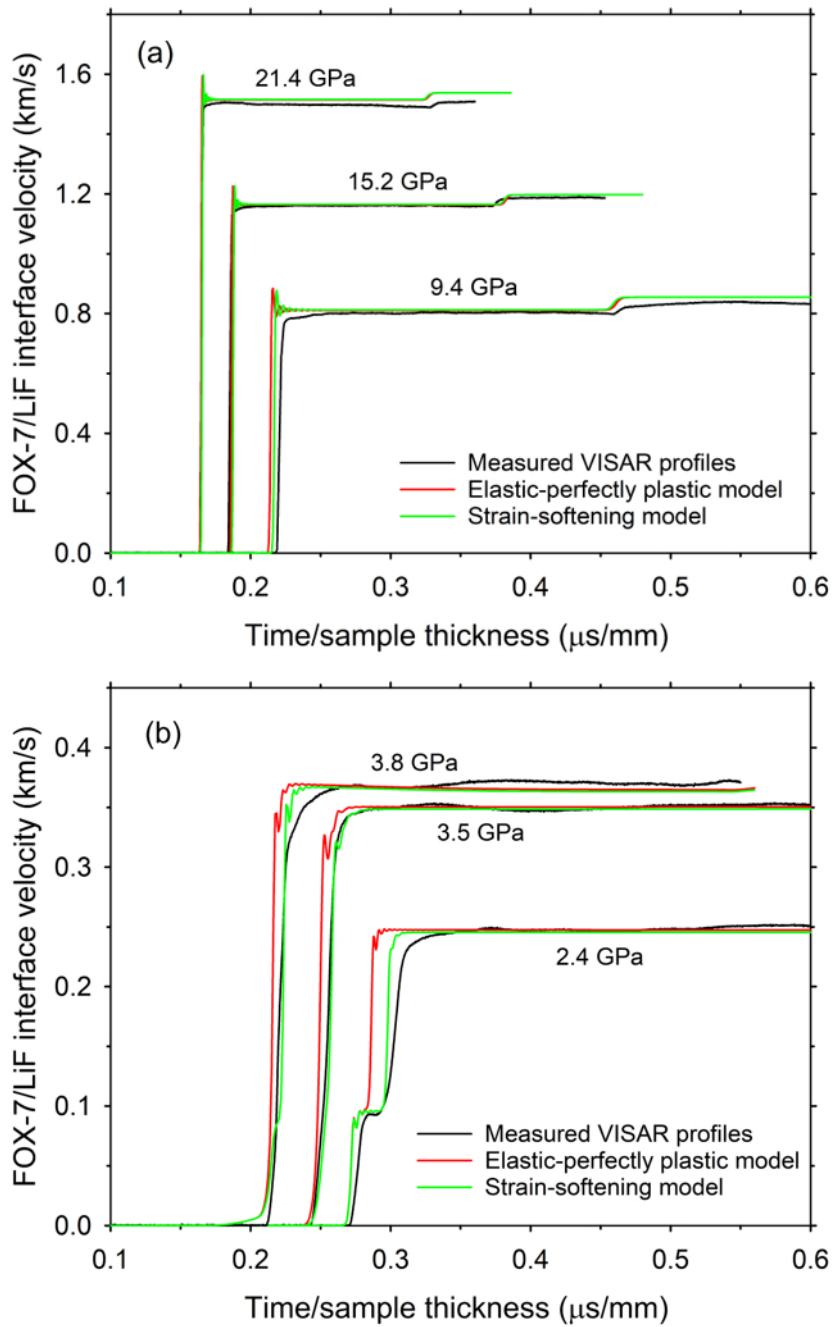 (a)
21.4 GPa
15.2 GPa
9.4 GPa
Measured VISAR profiles
Elastic-perfectly plastic model
Strain-softening model
FOX-7/LiF interface velocity (km/s)
1.6
1.2
0.8
0.4
0.0
0.1 0.2 0.3 0.4 0.5 0.6
Time/sample thickness (μs/mm)
(b)
3.8 GPa
3.5 GPa
2.4 GPa
Measured VISAR profiles
Elastic-perfectly plastic model
Strain-softening model
FOX-7/LiF interface velocity (km/s)
0.4
0.3
0.2
0.1
0.0
0.1 0.2 0.3 0.4 0.5 0.6
Time/sample thickness (μs/mm)